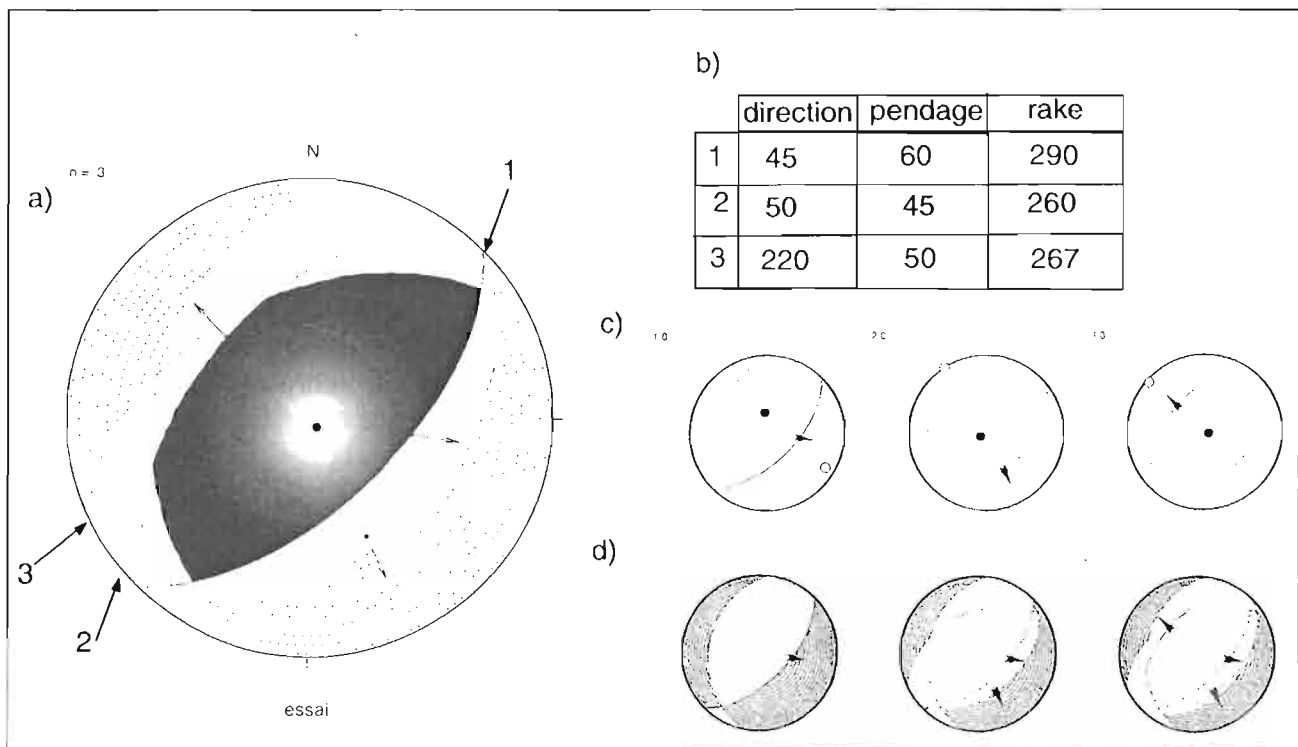 a)
n = 3
N
1
3
2
essai
b)
direction pendage rake
1 45 60 290
2 50 45 260
3 220 50 267
c)
d)